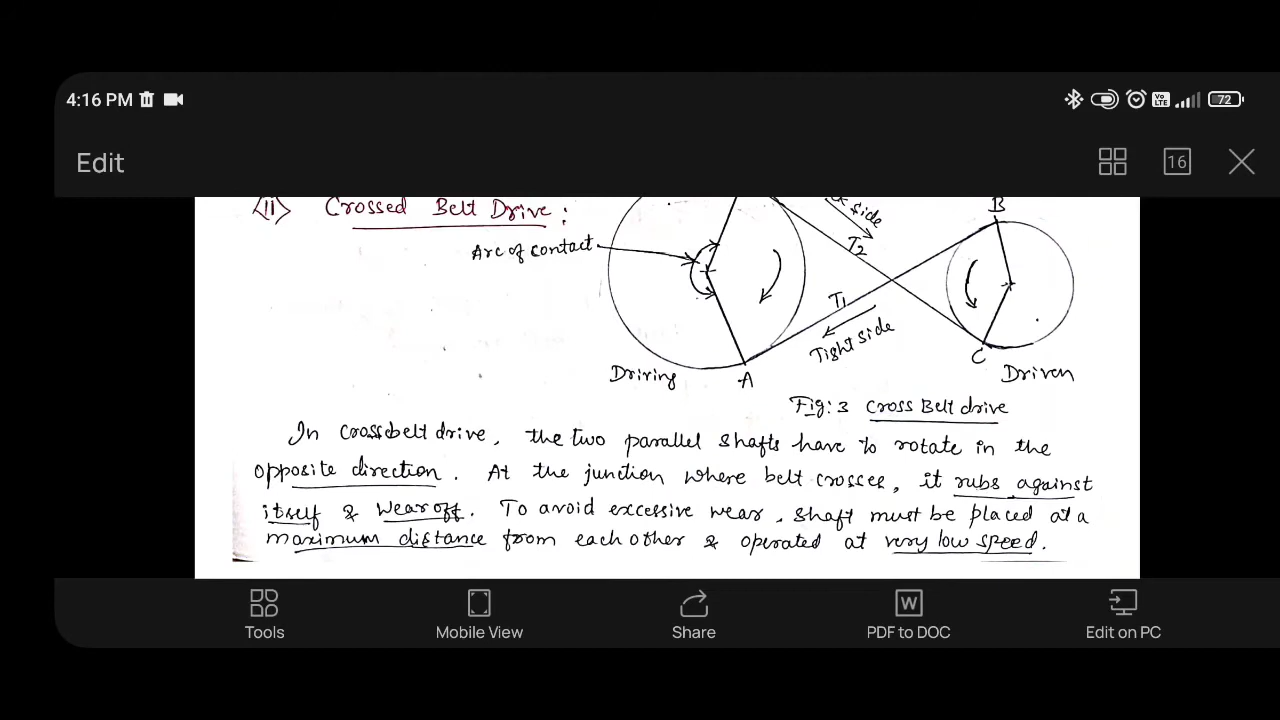 4:16 PM
72
Edit
16
(ii) Crossed Belt Drive :
side
B
Arc of contact
T2
T1
Tight side
C
Driving
A
Driven
Fig: 3 Cross Belt drive
In crossbelt drive, the two parallel shafts have to rotate in the
opposite direction. At the junction where belt crosses, it rubs against
itself & wear off. To avoid excessive wear, shaft must be placed at a
maximum distance from each other & operated at very low speed.
Tools
Mobile View
Share
W
PDF to DOC
Edit on PC